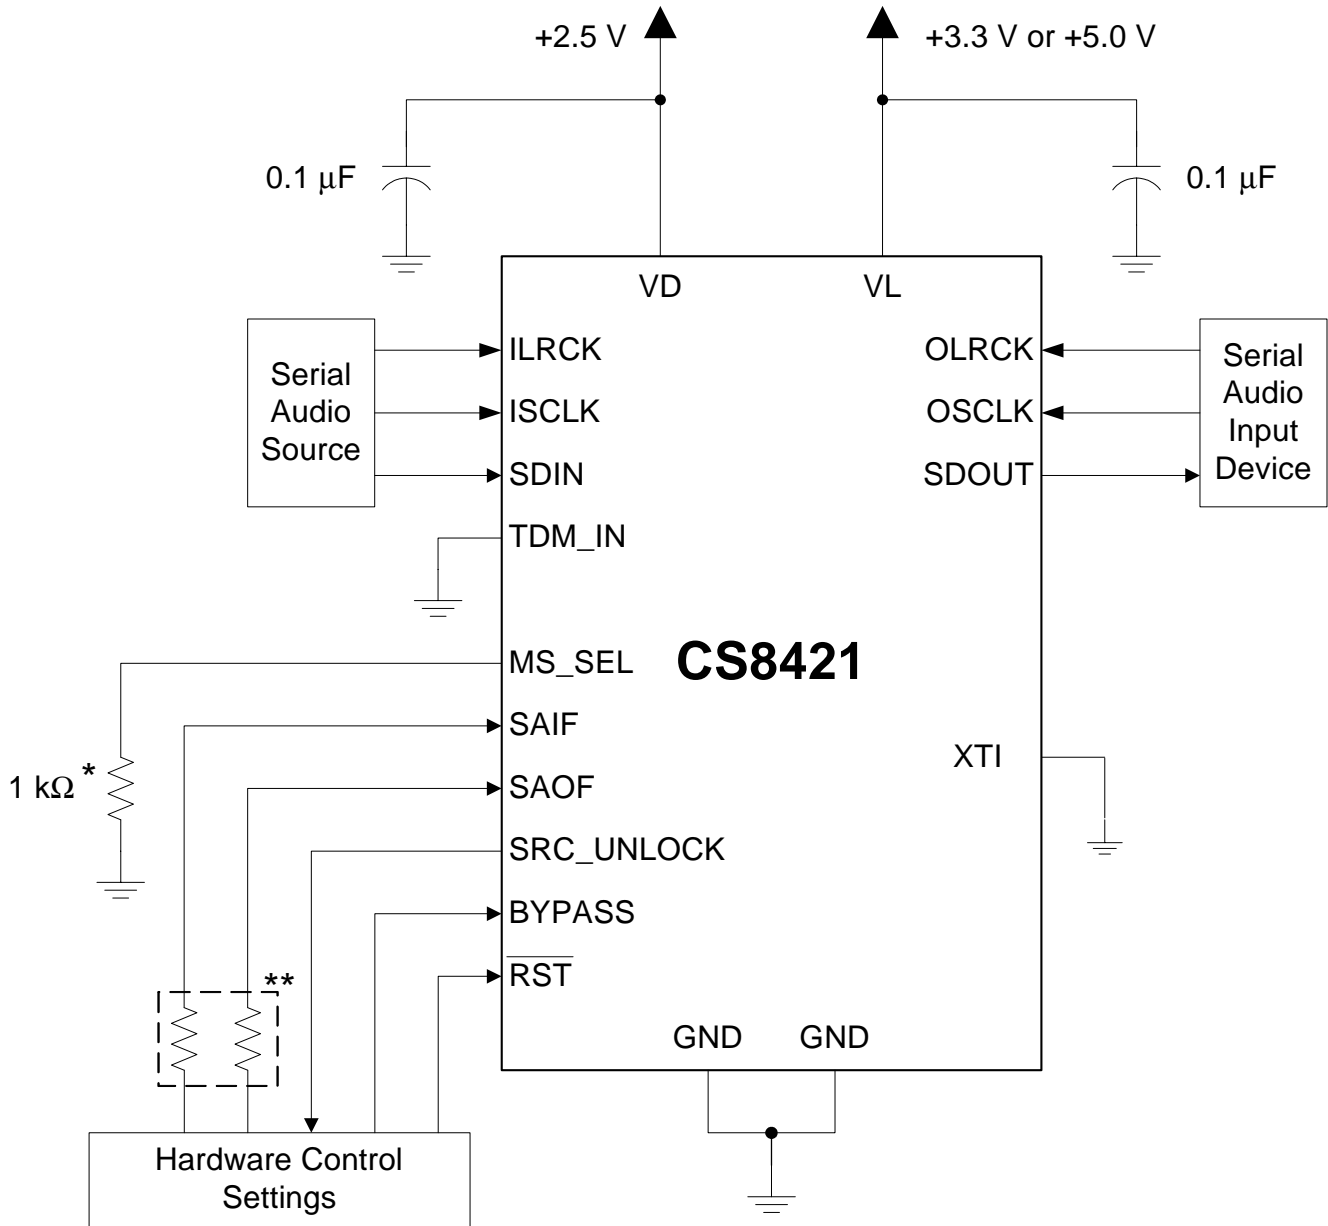 +2.5 V
+3.3 V or +5.0 V
0.1 μF
0.1 μF
VD
VL
Serial
Audio
Source
ILRCK
ISCLK
SDIN
TDM_IN
OLRCK
OSCLK
SDOUT
Serial
Audio
Input
Device
MS_SEL
CS8421
SAIF
XTI
1 kΩ *
SAOF
SRC_UNLOCK
BYPASS
RST
**
GND
GND
Hardware Control
Settings